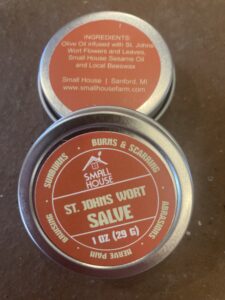 INGREDIENTS:
Olive Oil infused with St. Johns
Wort Flowers and Leaves,
Small House Sesame Oil
and Local Beeswax
Small House | Sanford, MI
www.smallhousefarm.com
BRUISING • SUNBURNS • BURNS & SCARRING • ABRASIONS • NERVE PAIN •
SMALL
HOUSE
ST. JOHNS WORT
SALVE
1 OZ (29 G)